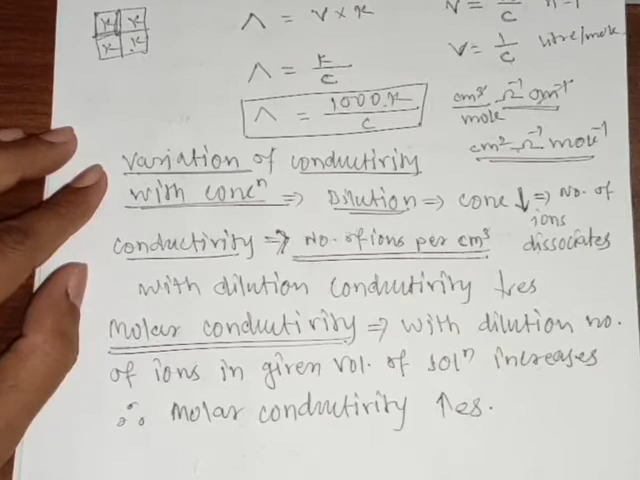 κ κ
κ κ
Λ = V × κ
V = 1/C
Λ = κ/C
V = 1/C litre/mole
Λ = 1000.κ/C
cm³/mole Ω⁻¹ cm⁻¹
cm² Ω⁻¹ mole⁻¹
Variation of conductivity
with concⁿ ⇒ Dilution ⇒ conc ↓ ⇒ No. of ions dissociates
conductivity ⇒ No. of ions per cm³
with dilution conductivity ↓es
Molar conductivity ⇒ with dilution no.
of ions in given vol. of solⁿ increases
∴ Molar conductivity ↑es.